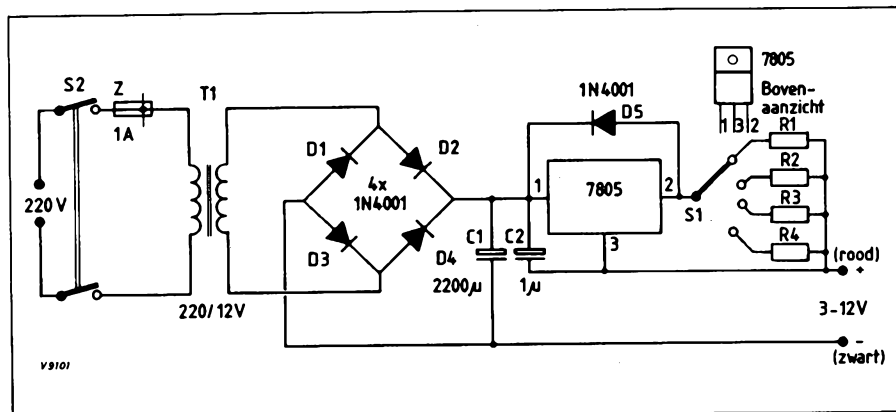 S2
Z
1A
T1
220 V
220/12V
D1
D2
4x
1N4001
D3
D4
C1
2200µ
C2
1µ
1N4001
D5
1
7805
2
3
7805
Boven-
aanzicht
1 3 2
S1
R1
R2
R3
R4
(rood)
+
3-12V
-
(zwart)
V9101